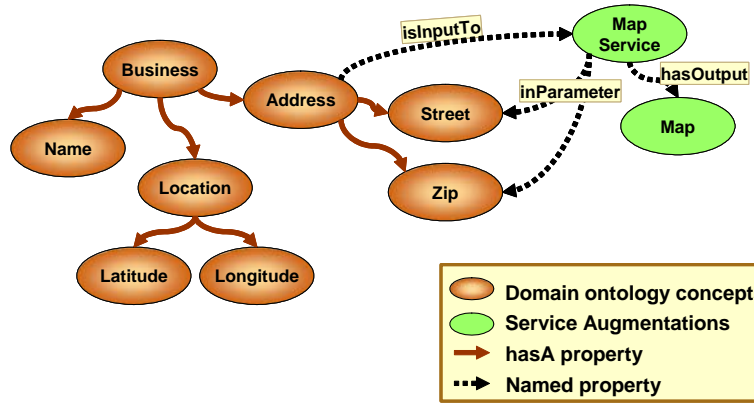 isInputTo
Map
Service
Business
hasOutput
Address
inParameter
Street
Map
Name
Location
Zip
Latitude
Longitude
Domain ontology concept
Service Augmentations
hasA property
Named property